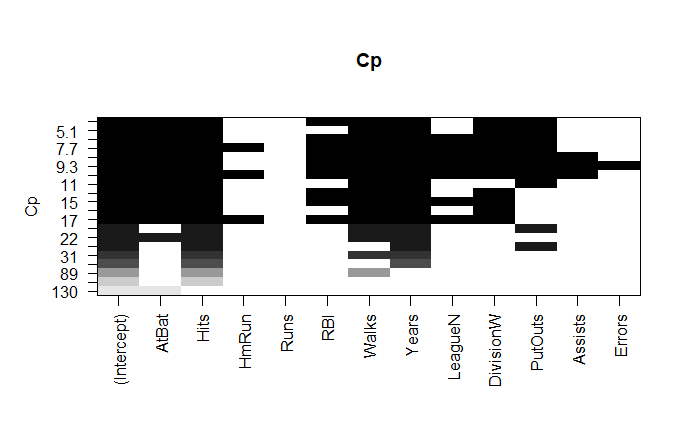 Cp
Cp
5.1
7.7
9.3
11
15
17
22
31
89
130
(Intercept)
AtBat
Hits
HmRun
Runs
RBI
Walks
Years
LeagueN
DivisionW
PutOuts
Assists
Errors